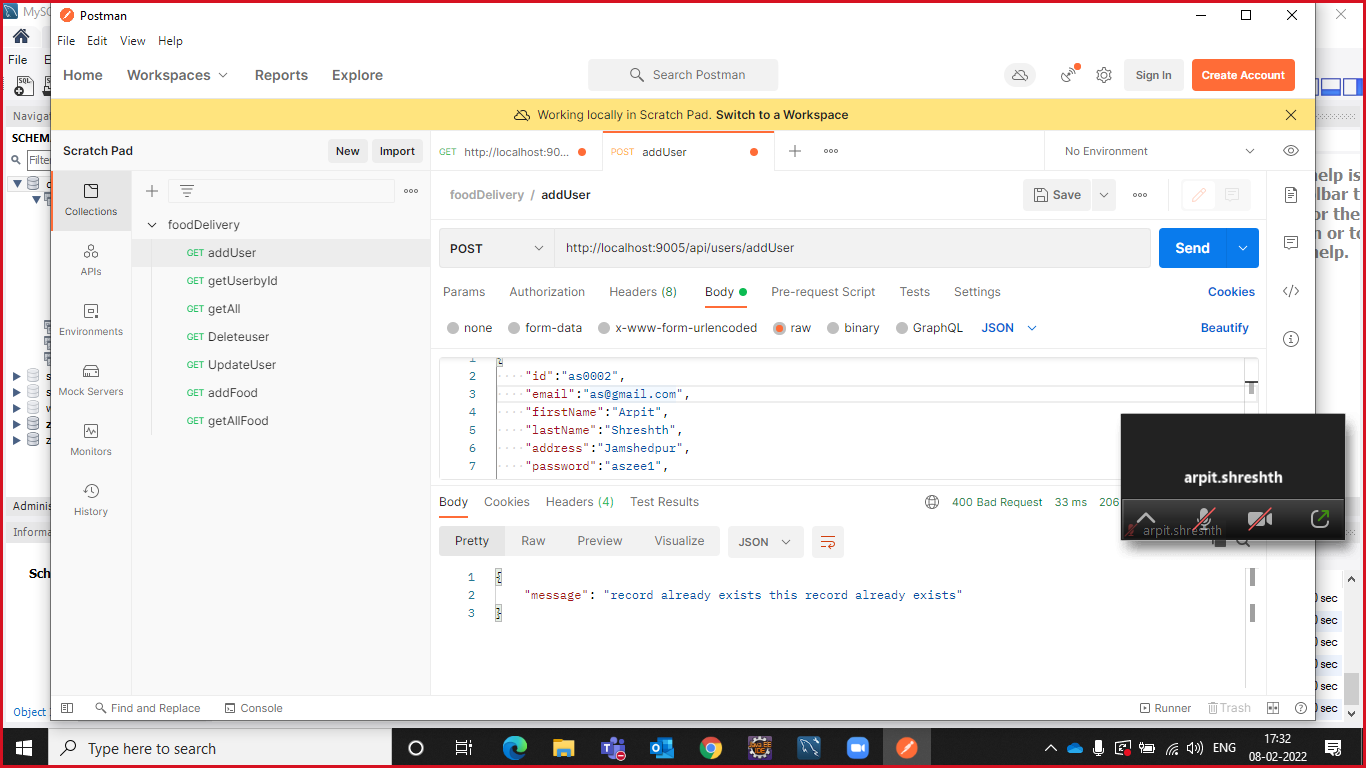 MySQ
Postman
File Edit View Help
File
Home Workspaces Reports Explore
Search Postman
Sign In
Create Account
Working locally in Scratch Pad. Switch to a Workspace
Navigat
SCHEM
Filter
Scratch Pad
New
Import
GET http://localhost:90...
POST addUser
No Environment
Collections
APIs
Environments
Mock Servers
Monitors
History
foodDelivery
GET addUser
GET getUserbyId
GET getAll
GET Deleteuser
GET UpdateUser
GET addFood
GET getAllFood
foodDelivery / addUser
Save
POST
http://localhost:9005/api/users/addUser
Send
Params Authorization Headers (8) Body Pre-request Script Tests Settings Cookies
none form-data x-www-form-urlencoded raw binary GraphQL JSON Beautify
1 {
2 "id":"as0002",
3 "email":"as@gmail.com",
4 "firstName":"Arpit",
5 "lastName":"Shreshth",
6 "address":"Jamshedpur",
7 "password":"aszee1",
Body Cookies Headers (4) Test Results 400 Bad Request 33 ms 206
Pretty Raw Preview Visualize JSON
1 {
2 "message": "record already exists this record already exists"
3 }
arpit.shreshth
arpit.shreshth
help is
lbar t
or the
n or to
help.
Adminis
Informa
Sch
Object
sec
sec
sec
sec
sec
sec
Find and Replace Console Runner Trash
Type here to search
ENG
17:32
08-02-2022